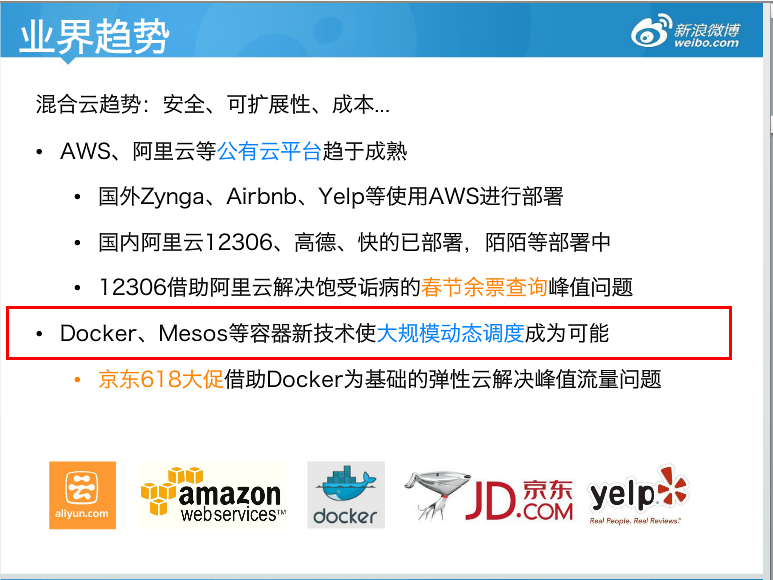 业界趋势
新浪微博
weibo.com
混合云趋势：安全、可扩展性、成本...
• AWS、阿里云等公有云平台趋于成熟
• 国外Zynga、Airbnb、Yelp等使用AWS进行部署
• 国内阿里云12306、高德、快的已部署，陌陌等部署中
• 12306借助阿里云解决饱受诟病的春节余票查询峰值问题
• Docker、Mesos等容器新技术使大规模动态调度成为可能
• 京东618大促借助Docker为基础的弹性云解决峰值流量问题
云
aliyun.com
amazon
webservices™
docker
JD.COM 京东
yelp
Real People. Real Reviews.®